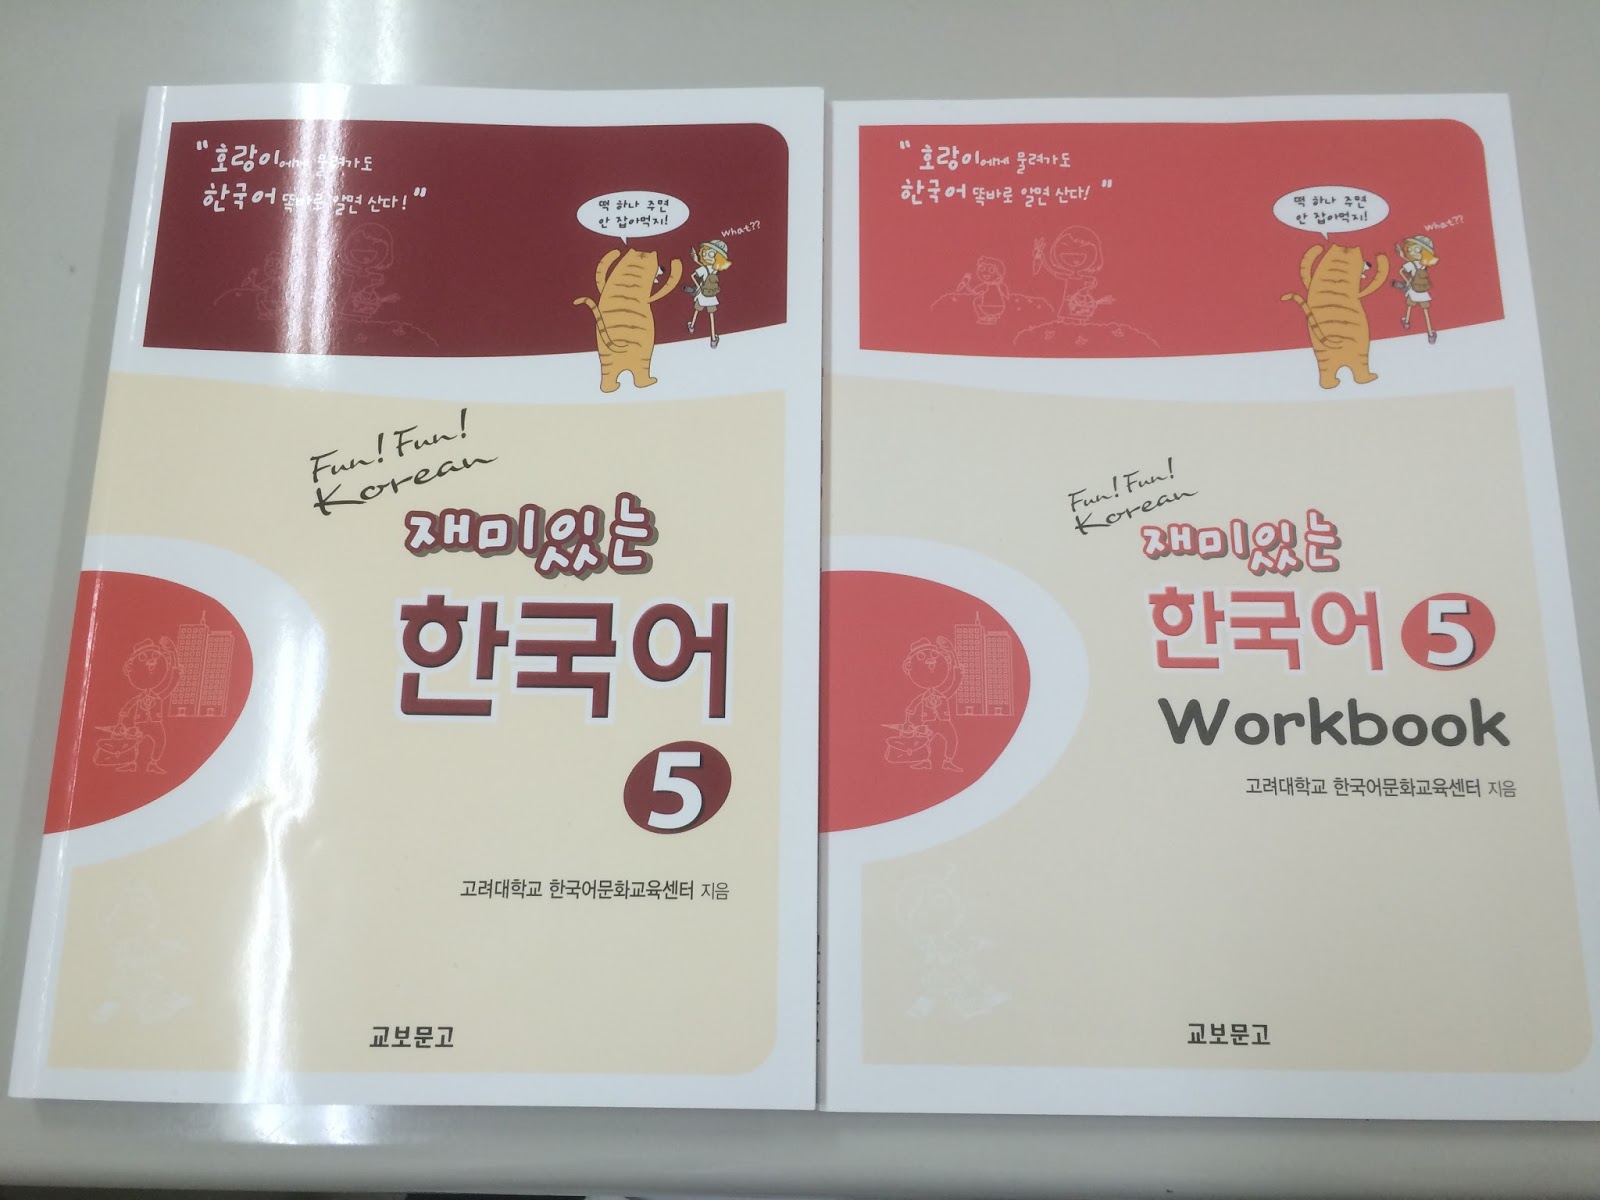 “호랑이에게 물려가도
한국어 똑바로 알면 산다!”
떡 하나 주면
안 잡아먹지!
what??
Fun! Fun!
Korean
재미있는
한국어
5
고려대학교 한국어문화교육센터 지음
교보문고
“호랑이에게 물려가도
한국어 똑바로 알면 산다!”
떡 하나 주면
안 잡아먹지!
what??
Fun! Fun!
Korean
재미있는
한국어 5
Workbook
고려대학교 한국어문화교육센터 지음
교보문고